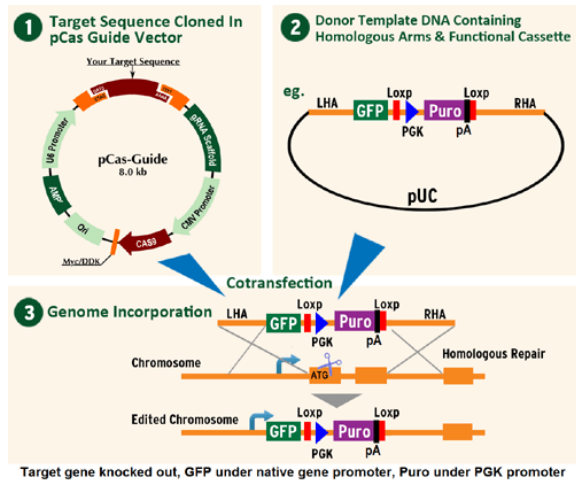 1 Target Sequence Cloned In
pCas Guide Vector
Your Target Sequence
U6 Promoter
gRNA Scaffold
pCas-Guide
8.0 kb
AMP
CMV Promoter
Ori
CAS9
Myc/DDK
2 Donor Template DNA Containing
Homologous Arms & Functional Cassette
eg.
Loxp Loxp
LHA GFP Puro RHA
PGK pA
pUC
Cotransfection
3 Genome Incorporation
LHA Loxp Loxp RHA
GFP Puro
PGK pA
Chromosome Homologous Repair
ATG
Edited Chromosome Loxp Loxp
GFP Puro
PGK pA
Target gene knocked out, GFP under native gene promoter, Puro under PGK promoter